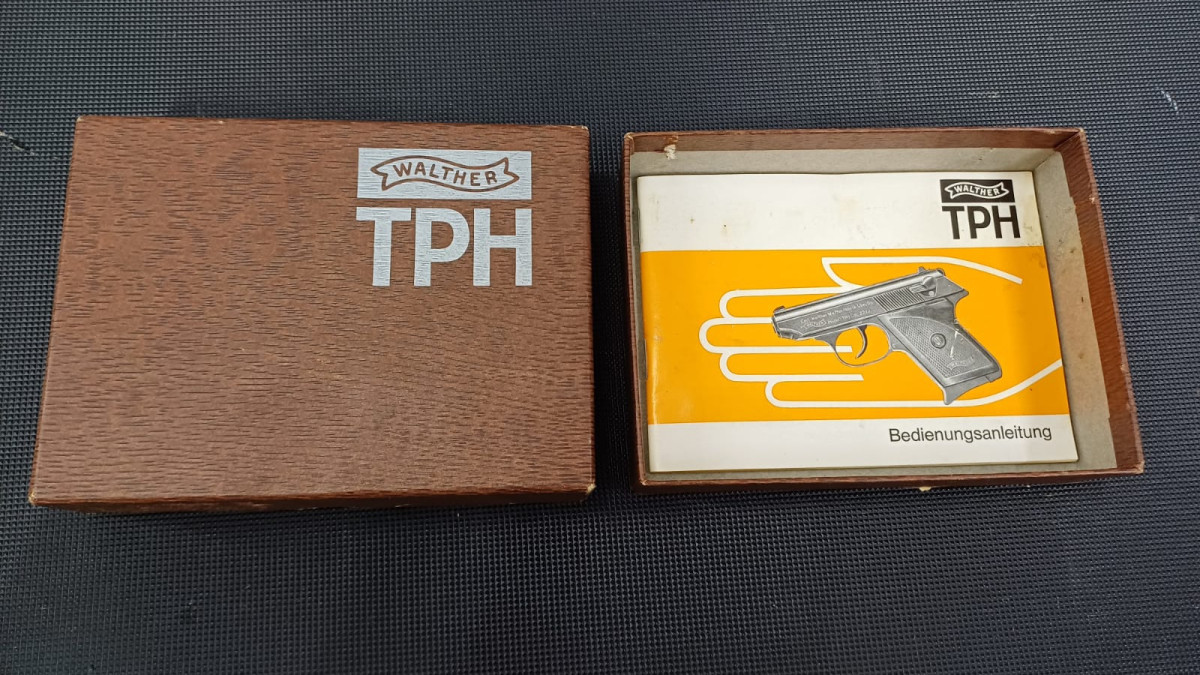 WALTHER
TPH
WALTHER
TPH
Bedienungsanleitung